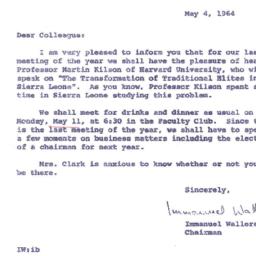 May 4, 1964
Dear Colleague:
I am very pleased to inform you that for our las
meeting of the year we shall have the pleasure of hea
Professor Martin Kilson of Harvard University, who wi
speak on "The Transformation of Traditional Elites in
Sierra Leone". As you know, Professor Kilson spent s
time in Sierra Leone studying this problem.
We shall meet for drinks and dinner as usual on
Monday, May 11, at 6:30 in the Faculty Club. Since t
is the last meeting of the year, we shall have to spe
a few moments on business matters including the elect
of a chairman for next year.
Mrs. Clark is anxious to know whether or not you
be there.
Sincerely,
Immanuel Wal
Immanuel Wallers
Chairman
IW:ib